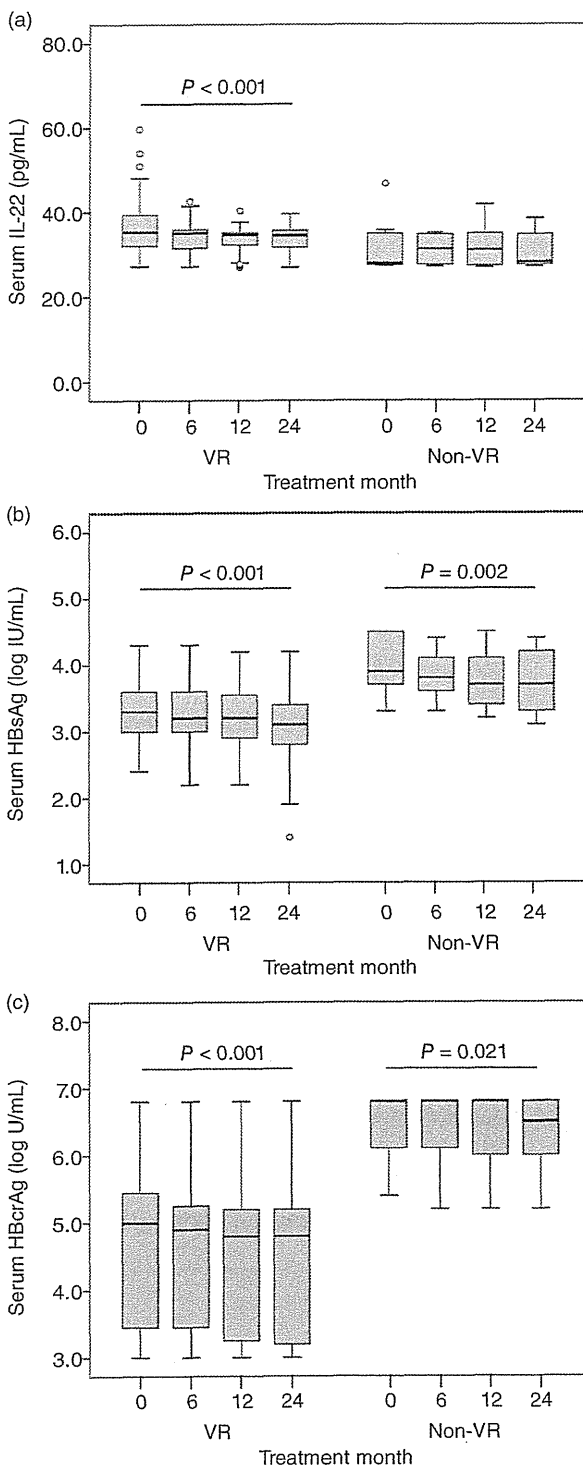 (a)
80.0
60.0
40.0
20.0
0.0
Serum IL-22 (pg/mL)
P < 0.001
0 6 12 24 0 6 12 24
VR Non-VR
Treatment month
(b)
6.0
5.0
4.0
3.0
2.0
1.0
Serum HBsAg (log IU/mL)
P < 0.001 P = 0.002
0 6 12 24 0 6 12 24
VR Non-VR
Treatment month
(c)
8.0
7.0
6.0
5.0
4.0
3.0
Serum HBcrAg (log U/mL)
P < 0.001 P = 0.021
0 6 12 24 0 6 12 24
VR Non-VR
Treatment month